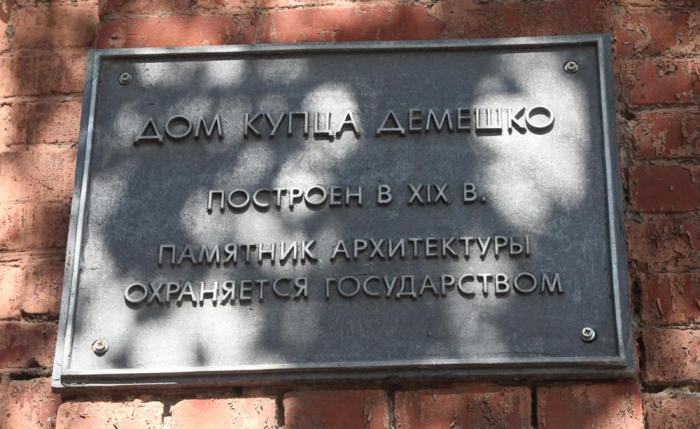 ДОМ КУПЦА ДЕМЕШКО
ПОСТРОЕН В XIX В.
ПАМЯТНИК АРХИТЕКТУРЫ
ОХРАНЯЕТСЯ ГОСУДАРСТВОМ